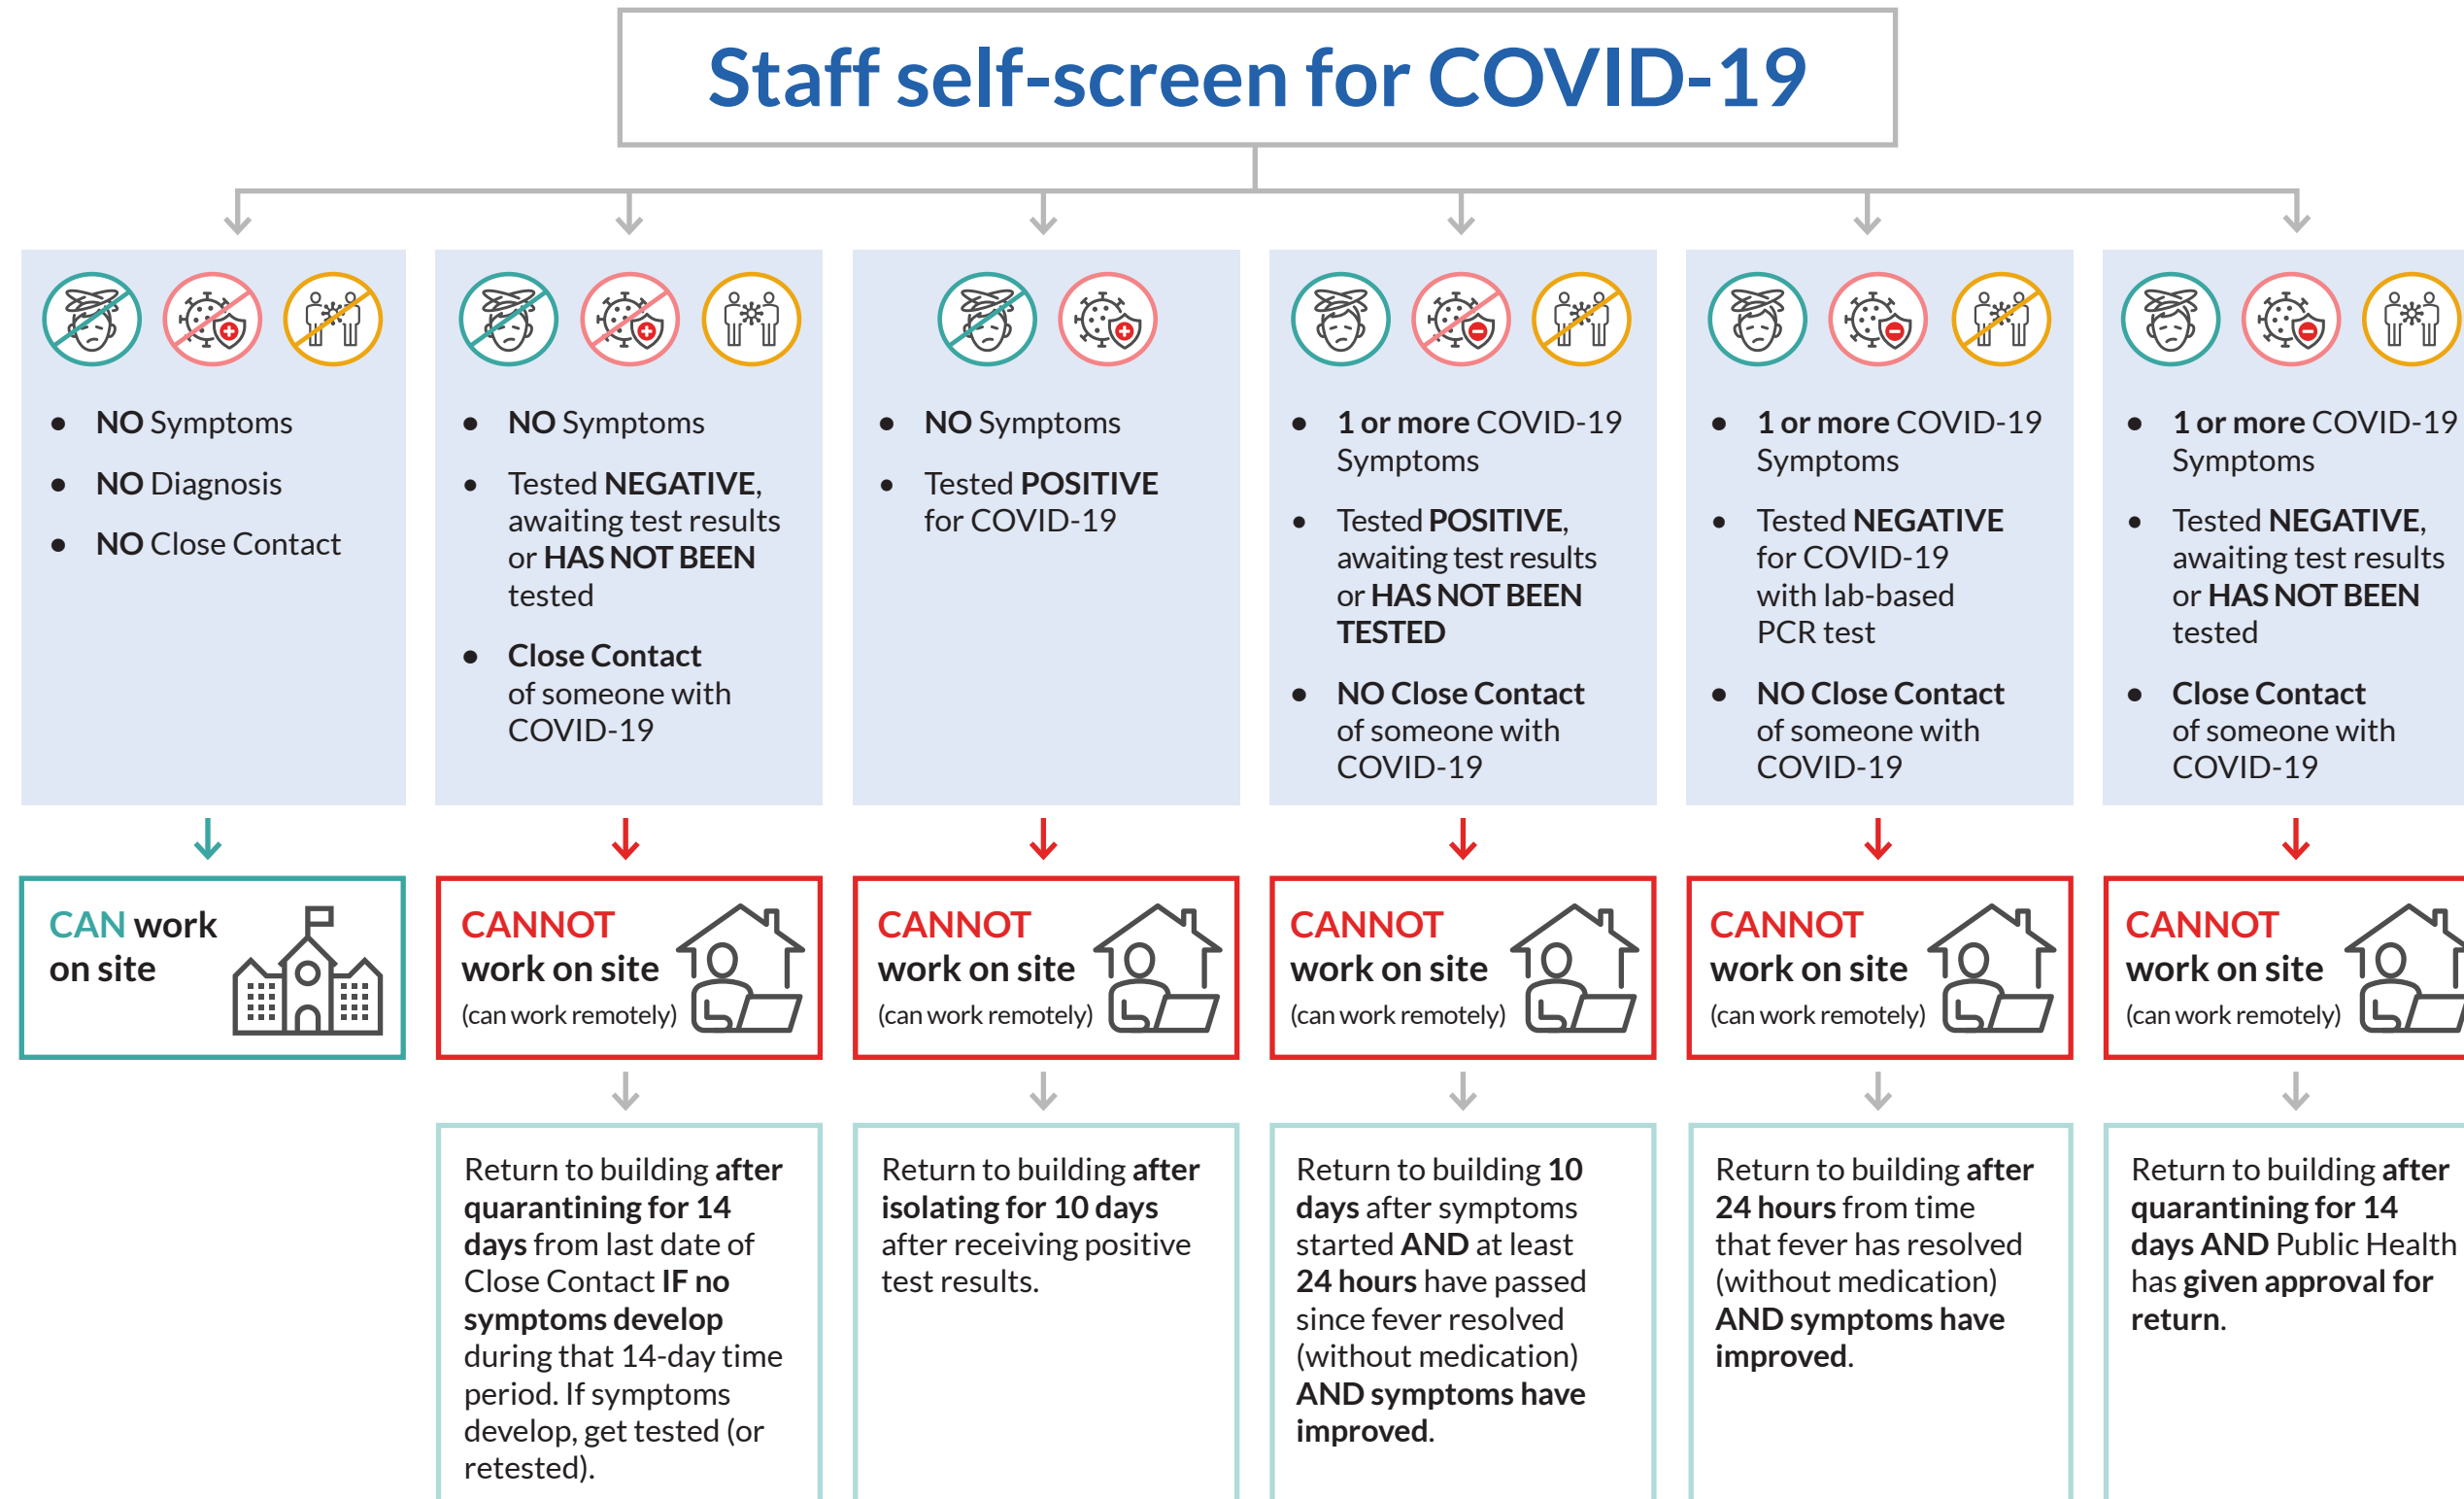 Staff self-screen for COVID-19
● NO Symptoms
● NO Diagnosis
● NO Close Contact
CAN work
on site
● NO Symptoms
● Tested NEGATIVE,
awaiting test results
or HAS NOT BEEN
tested
● Close Contact
of someone with
COVID-19
CANNOT
work on site
(can work remotely)
Return to building after
quarantining for 14
days from last date of
Close Contact IF no
symptoms develop
during that 14-day time
period. If symptoms
develop, get tested (or
retested).
● NO Symptoms
● Tested POSITIVE
for COVID-19
CANNOT
work on site
(can work remotely)
Return to building after
isolating for 10 days
after receiving positive
test results.
● 1 or more COVID-19
Symptoms
● Tested POSITIVE,
awaiting test results
or HAS NOT BEEN
TESTED
● NO Close Contact
of someone with
COVID-19
CANNOT
work on site
(can work remotely)
Return to building 10
days after symptoms
started AND at least
24 hours have passed
since fever resolved
(without medication)
AND symptoms have
improved.
● 1 or more COVID-19
Symptoms
● Tested NEGATIVE
for COVID-19
with lab-based
PCR test
● NO Close Contact
of someone with
COVID-19
CANNOT
work on site
(can work remotely)
Return to building after
24 hours from time
that fever has resolved
(without medication)
AND symptoms have
improved.
● 1 or more COVID-19
Symptoms
● Tested NEGATIVE,
awaiting test results
or HAS NOT BEEN
tested
● Close Contact
of someone with
COVID-19
CANNOT
work on site
(can work remotely)
Return to building after
quarantining for 14
days AND Public Health
has given approval for
return.